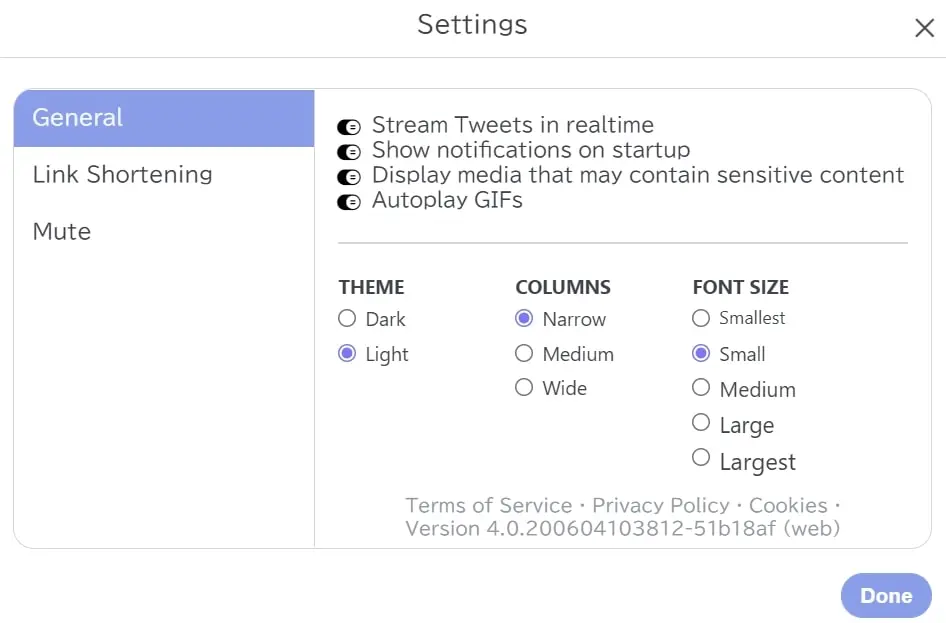 Settings
General
Link Shortening
Mute
Stream Tweets in realtime
Show notifications on startup
Display media that may contain sensitive content
Autoplay GIFs
THEME
Dark
Light
COLUMNS
Narrow
Medium
Wide
FONT SIZE
Smallest
Small
Medium
Large
Largest
Terms of Service · Privacy Policy · Cookies ·
Version 4.0.200604103812-51b18af (web)
Done